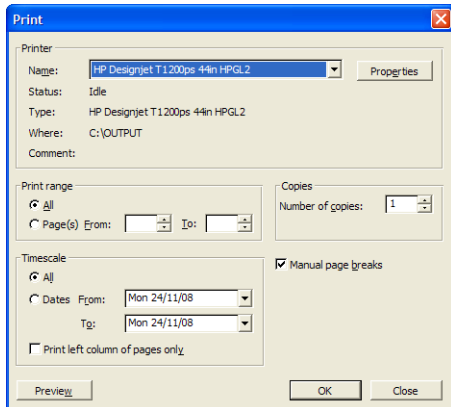 Print
Printer
Name: HP Designjet T1200ps 44in HPGL2 Properties
Status: Idle
Type: HP Designjet T1200ps 44in HPGL2
Where: C:\OUTPUT
Comment:
Print range Copies
All Number of copies: 1
Page(s) From: To:
Timescale
All Manual page breaks
Dates From: Mon 24/11/08
To: Mon 24/11/08
Print left column of pages only
Preview OK Close